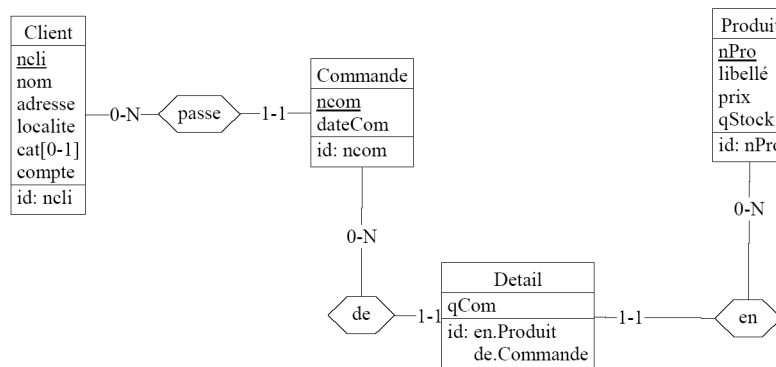 Client
ncli
nom
adresse
localite
cat[0-1]
compte
id: ncli
0-N
passe
1-1
Commande
ncom
dateCom
id: ncom
0-N
de
1-1
Detail
qCom
id: en.Produit
de.Commande
1-1
en
0-N
Produit
nPro
libellé
prix
qStock
id: nPro